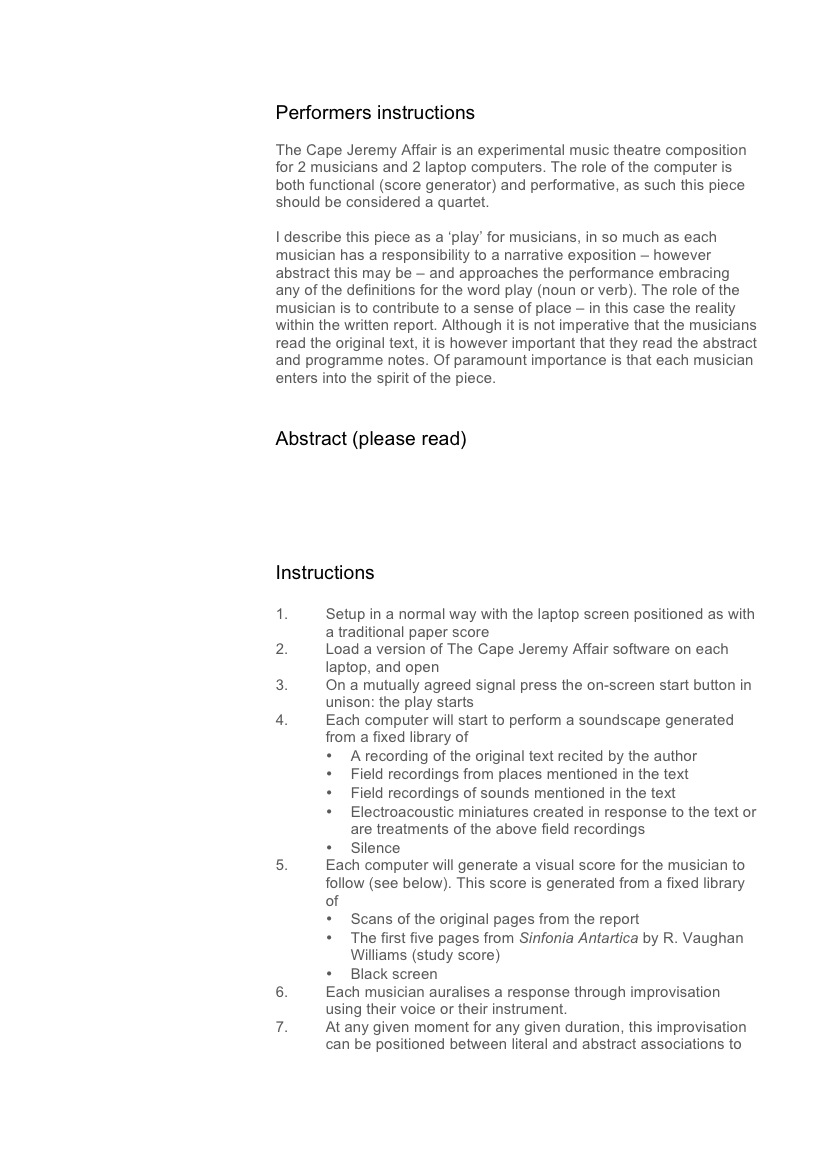 Performers instructions
The Cape Jeremy Affair is an experimental music theatre composition
for 2 musicians and 2 laptop computers. The role of the computer is
both functional (score generator) and performative, as such this piece
should be considered a quartet.
I describe this piece as a ‘play’ for musicians, in so much as each
musician has a responsibility to a narrative exposition – however
abstract this may be – and approaches the performance embracing
any of the definitions for the word play (noun or verb). The role of the
musician is to contribute to a sense of place – in this case the reality
within the written report. Although it is not imperative that the musicians
read the original text, it is however important that they read the abstract
and programme notes. Of paramount importance is that each musician
enters into the spirit of the piece.
Abstract (please read)
Instructions
1. Setup in a normal way with the laptop screen positioned as with
a traditional paper score
2. Load a version of The Cape Jeremy Affair software on each
laptop, and open
3. On a mutually agreed signal press the on-screen start button in
unison: the play starts
4. Each computer will start to perform a soundscape generated
from a fixed library of
• A recording of the original text recited by the author
• Field recordings from places mentioned in the text
• Field recordings of sounds mentioned in the text
• Electroacoustic miniatures created in response to the text or
are treatments of the above field recordings
• Silence
5. Each computer will generate a visual score for the musician to
follow (see below). This score is generated from a fixed library
of
• Scans of the original pages from the report
• The first five pages from Sinfonia Antartica by R. Vaughan
Williams (study score)
• Black screen
6. Each musician auralises a response through improvisation
using their voice or their instrument.
7. At any given moment for any given duration, this improvisation
can be positioned between literal and abstract associations to